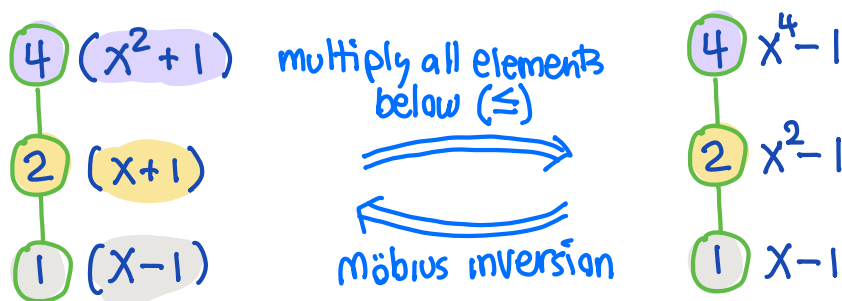 4 (x²+1)
2 (x+1)
1 (x-1)
multiply all elements
below (≤)
Möbius inversion
4 x⁴-1
2 x²-1
1 x-1